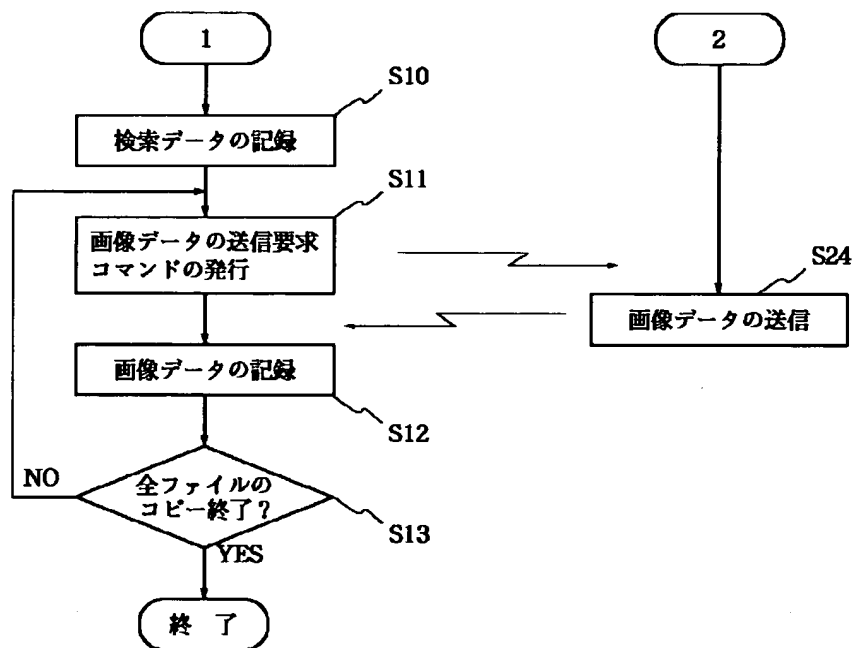 1
2
S10
検索データの記録
S11
画像データの送信要求
コマンドの発行
S24
画像データの送信
画像データの記録
S12
NO
全ファイルの
コピー終了?
S13
YES
終 了